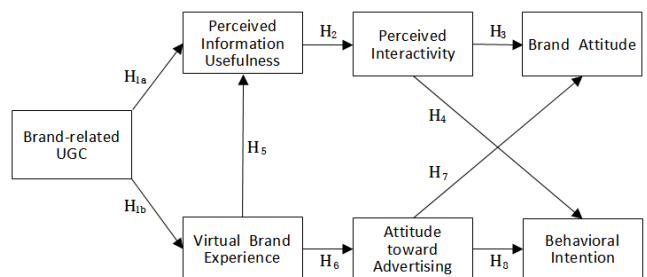 Perceived
Information
Usefulness
H₂
Perceived
Interactivity
H₃
Brand Attitude
H₁ₐ
H₄
Brand-related
UGC
H₅
H₇
H₁b
Virtual Brand
Experience
H₆
Attitude
toward
Advertising
H₈
Behavioral
Intention